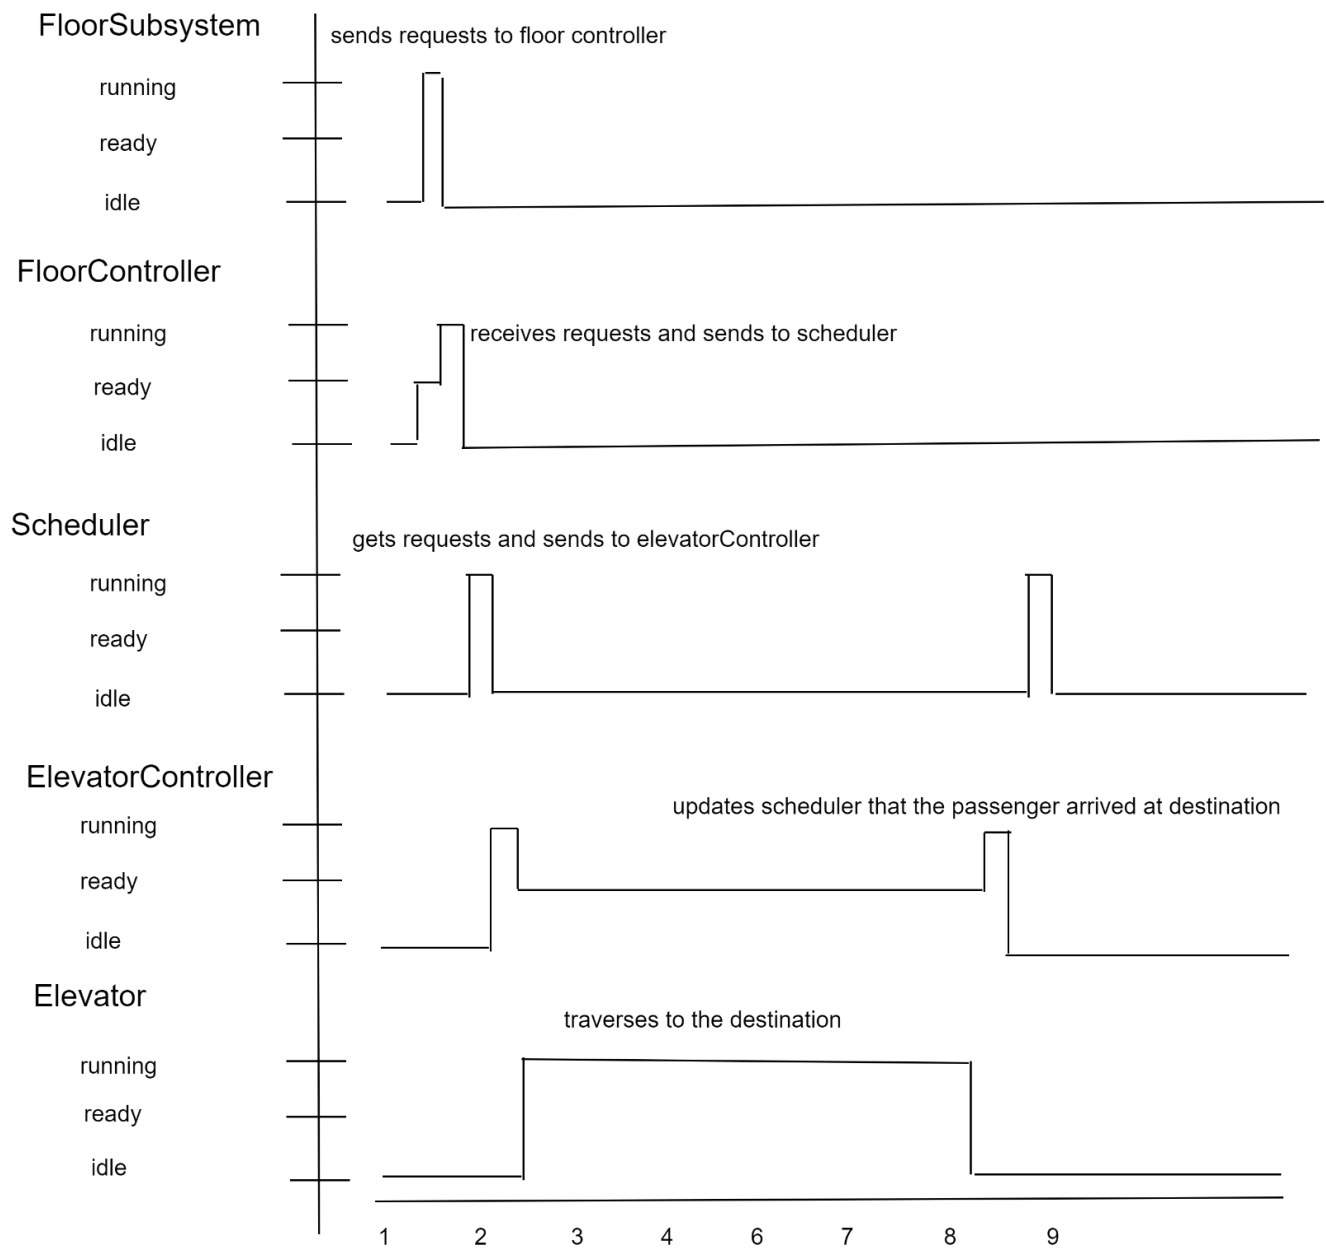 FloorSubsystem
sends requests to floor controller
running
ready
idle
FloorController
running
receives requests and sends to scheduler
ready
idle
Scheduler
gets requests and sends to elevatorController
running
ready
idle
ElevatorController
updates scheduler that the passenger arrived at destination
running
ready
idle
Elevator
traverses to the destination
running
ready
idle
1 2 3 4 6 7 8 9